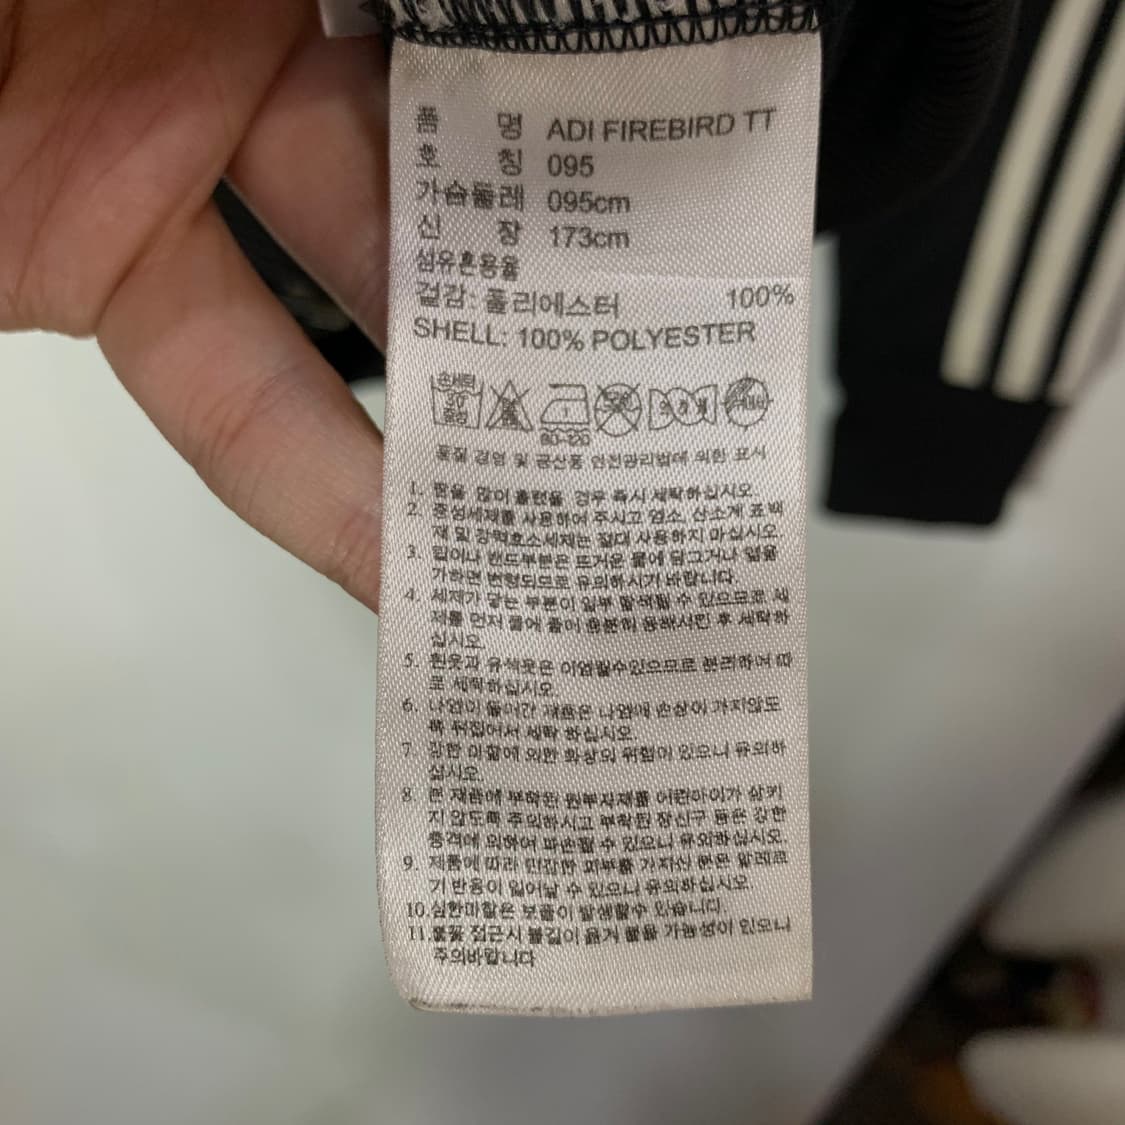 품 명 ADI FIREBIRD TT
호 칭 095
가슴둘레 095cm
신 장 173cm
섬유혼용율
겉감: 폴리에스터 100%
SHELL: 100% POLYESTER
손세탁 30 중성 80-120
품질 경영 및 공산품 안전관리법에 의한 표시
1. 땀을 많이 흘렸을 경우 즉시 세탁하십시오.
2. 중성세제를 사용하여 주시고 염소, 산소계 표백
제 및 강력효소세제는 절대 사용하지 마십시오
3. 립이나 밴드부분은 뜨거운 물에 담그거나 열을
가하면 변형되므로 유의하시기 바랍니다.
4. 세제가 닿는 부분이 일부 탈색될 수 있으므로 세
제를 먼저 물에 풀어 충분히 용해시킨 후 세탁하
십시오.
5. 흰옷과 유색옷은 이염될수있으므로 분리하여 따
로 세탁하십시오.
6. 나염이 들어간 제품은 나염에 손상이 가지않도
록 뒤집어서 세탁 하십시오.
7. 강한 마찰에 의한 화상의 위험이 있으니 유의하
십시오.
8. 본 제품에 부착된 원부자재를 어린아이가 삼키
지 않도록 주의하시고 부착된 장신구 등은 강한
충격에 의하여 파손될 수 있으니 유의하십시오.
9. 제품에 따라 민감한 피부를 가지신 분은 알레르
기 반응이 일어날 수 있으니 유의하십시오.
10.심한마찰은 보풀이 발생할수 있습니다.
11.불꽃 접근시 불길이 옮겨 붙을 가능성이 있으니
주의바랍니다